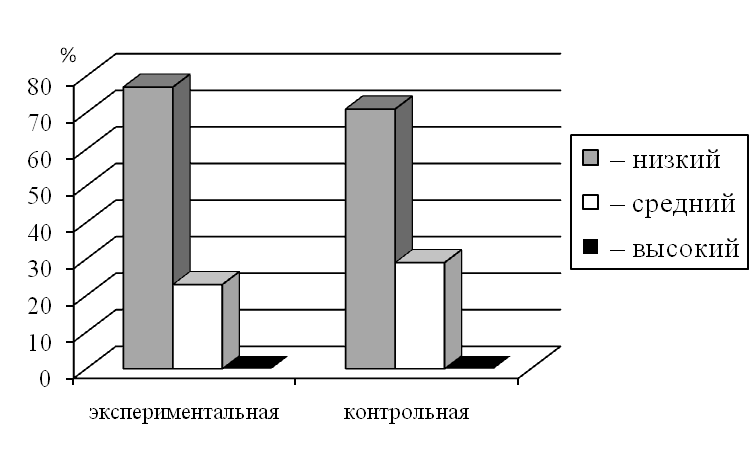 %
80
70
60
50
40
30
20
10
0
экспериментальная
контрольная
– низкий
– средний
– высокий